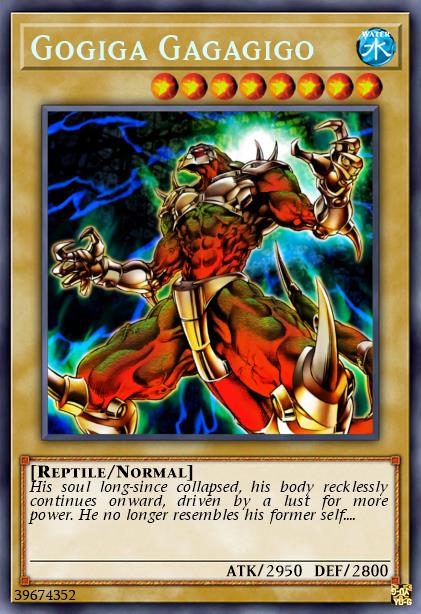 Gogiga Gagagigo
WATER
水
[Reptile/Normal]
His soul long-since collapsed, his body recklessly
continues onward, driven by a lust for more
power. He no longer resembles his former self....
ATK/2950 DEF/2800
39674352